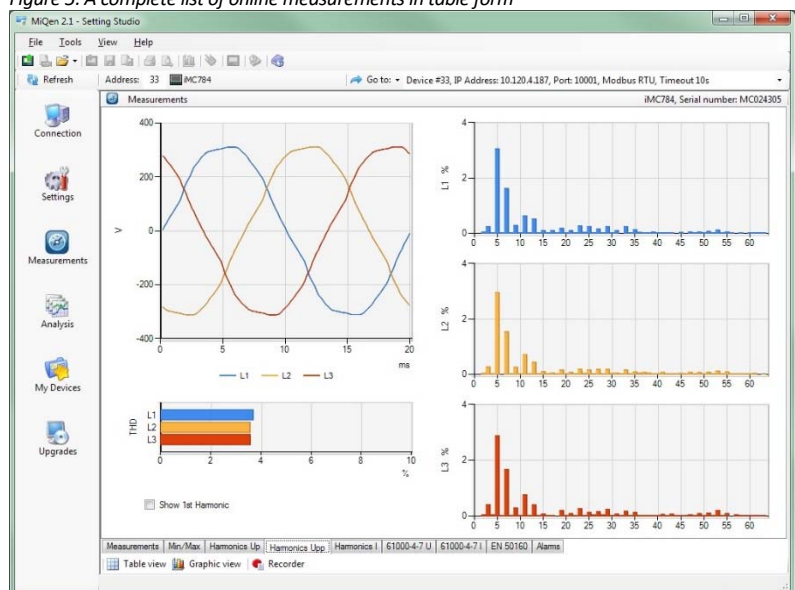 Figure 5. A complete list of online measurements in table form
MiQen 2.1 - Setting Studio
File Tools View Help
Refresh Address: 33 iMC784 Go to: Device #33, IP Address: 10.120.4.187, Port: 10001, Modbus RTU, Timeout 10s
Measurements iMC784, Serial number: MC024305
Connection
Settings
Measurements
Analysis
My Devices
Upgrades
400
200
0
-200
-400
V
0 5 10 15 20
ms
L1 L2 L3
THD
L1
L2
L3
0 2 4 6 8 10
%
Show 1st Harmonic
L1 %
4
2
0
0 5 10 15 20 25 30 35 40 45 50 55 60
L2 %
4
2
0
0 5 10 15 20 25 30 35 40 45 50 55 60
L3 %
4
2
0
0 5 10 15 20 25 30 35 40 45 50 55 60
Measurements Min/Max Harmonics Up Harmonics Upp Harmonics I 61000-4-7 U 61000-4-7 I EN 50160 Alarms
Table view Graphic view Recorder